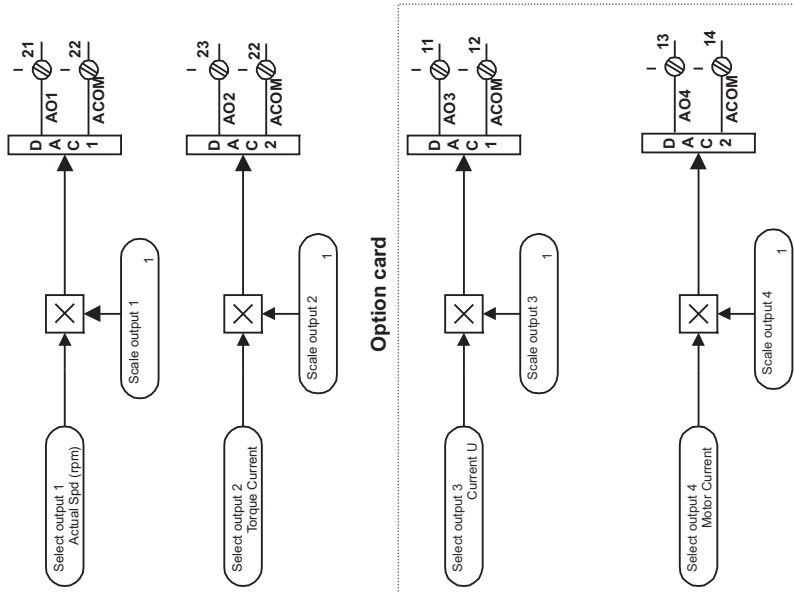 Select output 1
Actual Spd (rpm)
Scale output 1
1
D
A
C
1
AO1
I
21
ACOM
I
22
Select output 2
Torque Current
Scale output 2
1
D
A
C
2
AO2
I
23
ACOM
I
22
Option card
Select output 3
Current U
Scale output 3
1
D
A
C
1
AO3
I
11
ACOM
I
12
Select output 4
Motor Current
Scale output 4
1
D
A
C
2
AO4
I
13
ACOM
I
14